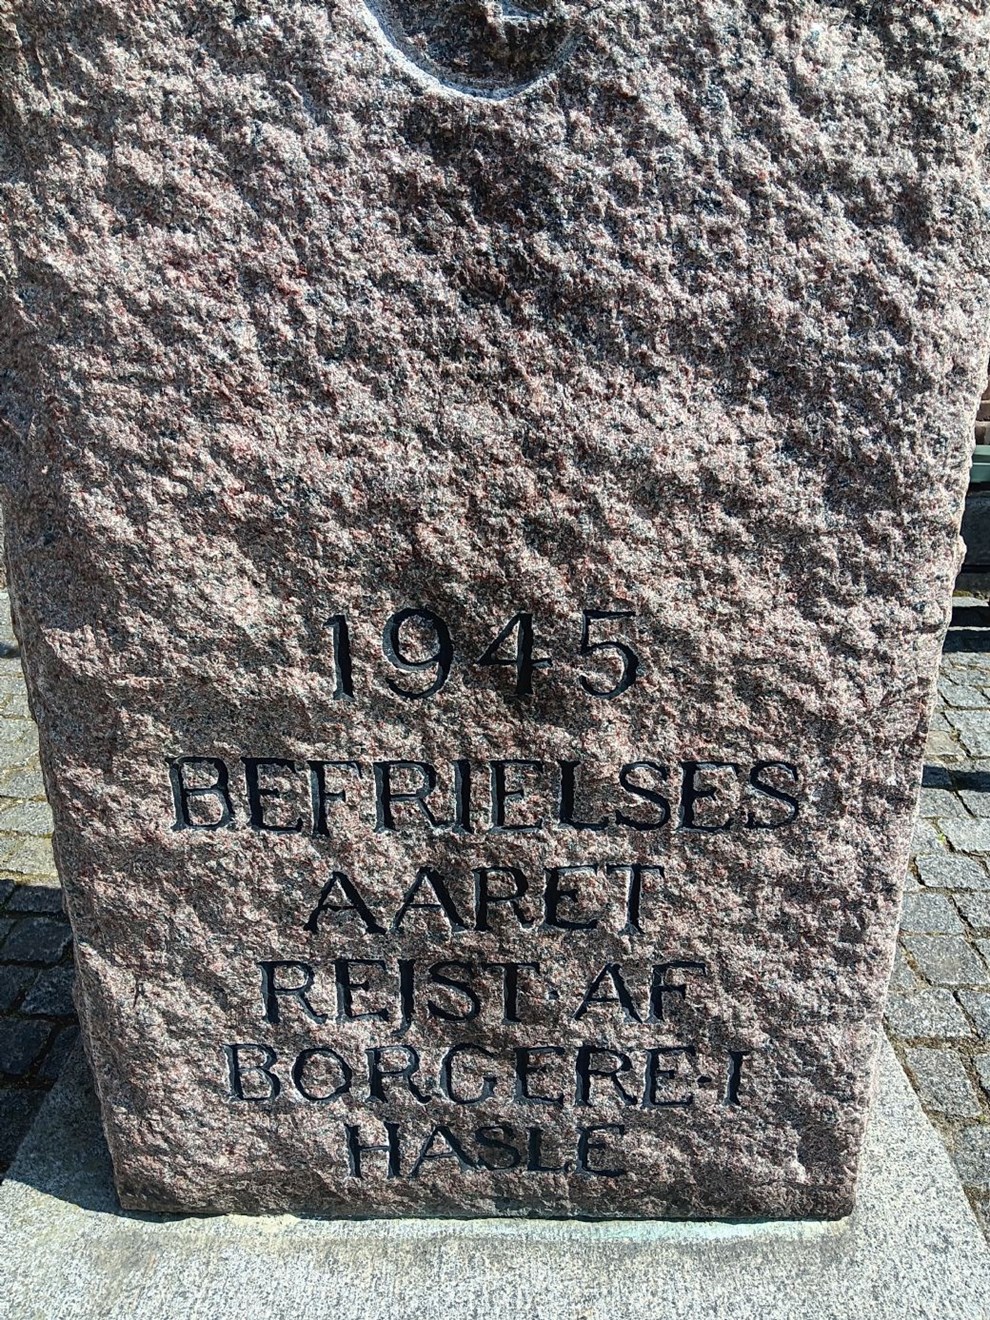 1945
BEFRIELSES
AARET
REJST·AF
BORGERE·I
HASLE